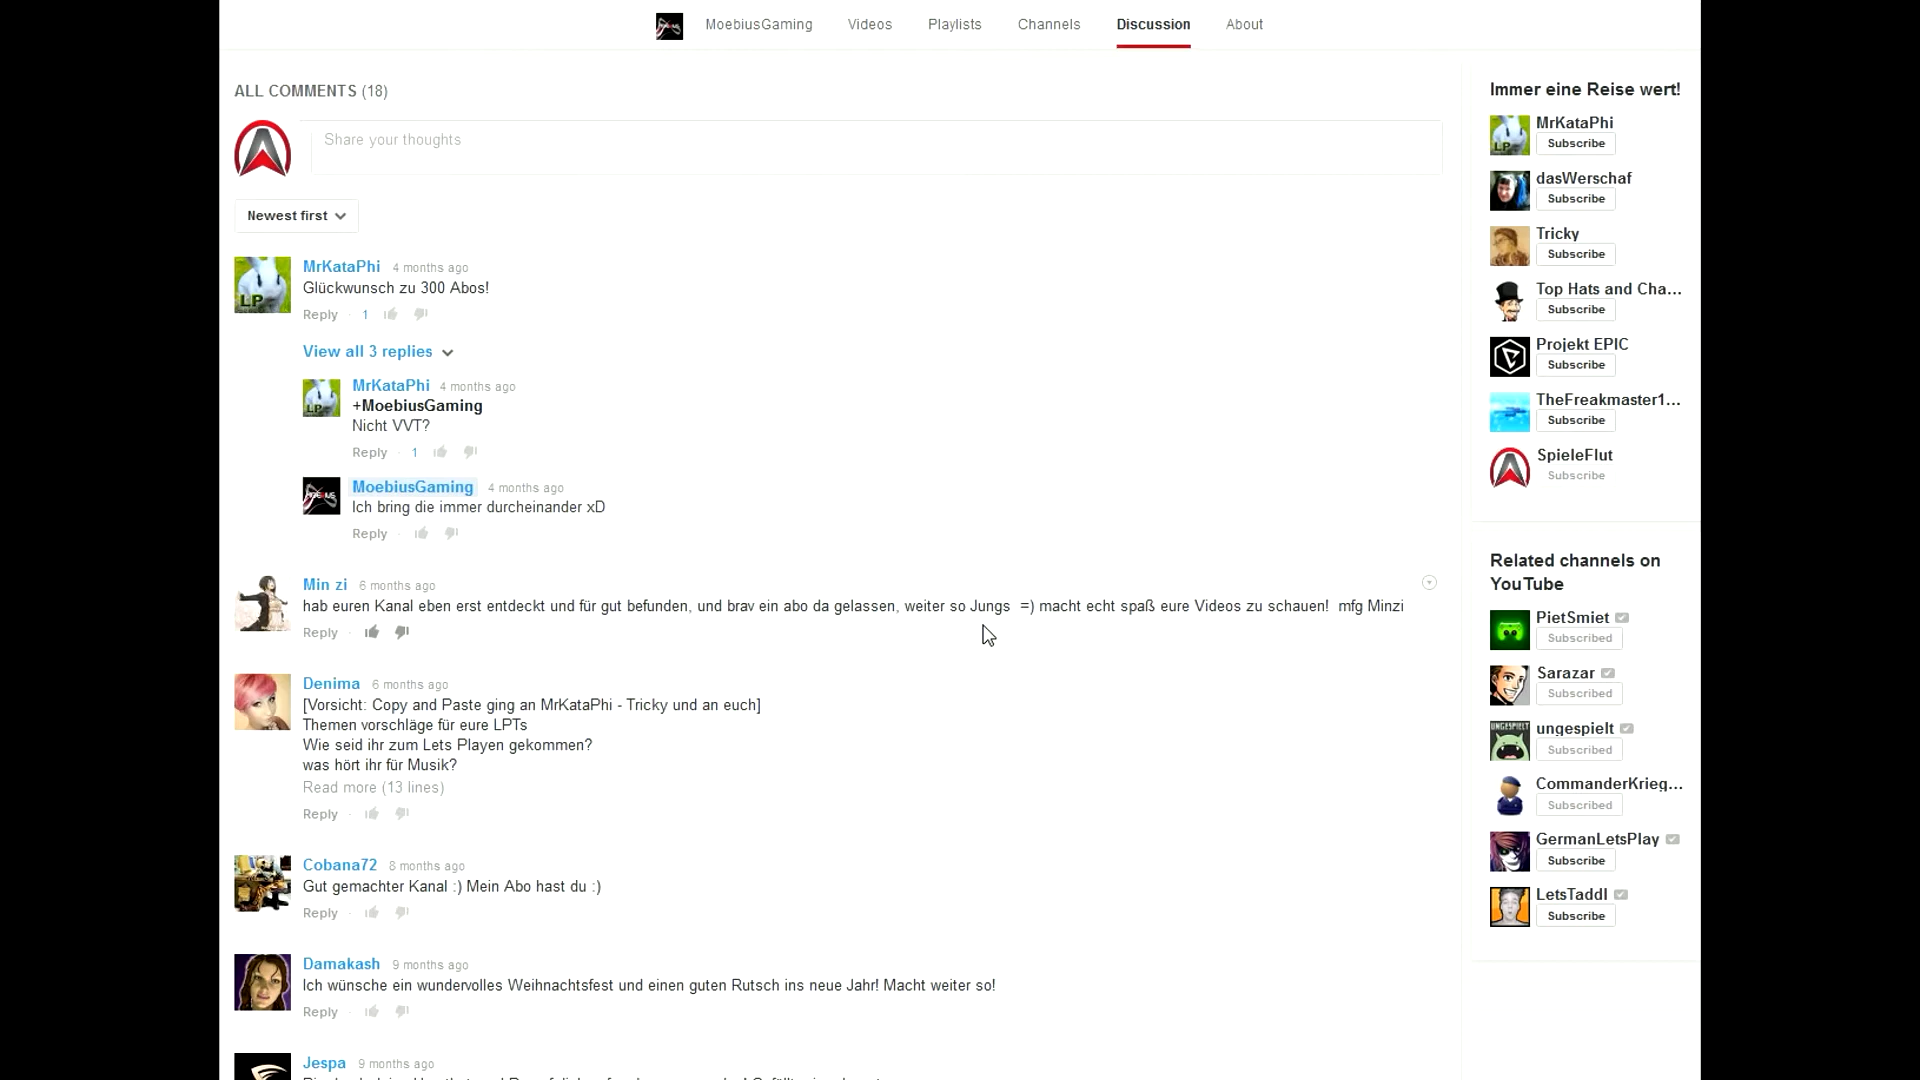 MoebiusGaming Videos Playlists Channels Discussion About
ALL COMMENTS (18)
Share your thoughts
Newest first
MrKataPhi 4 months ago
Glückwunsch zu 300 Abos!
Reply · 1
View all 3 replies
MrKataPhi 4 months ago
+MoebiusGaming
Nicht VVT?
Reply · 1
MoebiusGaming 4 months ago
Ich bring die immer durcheinander xD
Reply ·
Min zi 6 months ago
hab euren Kanal eben erst entdeckt und für gut befunden, und brav ein abo da gelassen, weiter so Jungs =) macht echt spaß eure Videos zu schauen! mfg Minzi
Reply ·
Denima 6 months ago
[Vorsicht: Copy and Paste ging an MrKataPhi - Tricky und an euch]
Themen vorschläge für eure LPTs
Wie seid ihr zum Lets Playen gekommen?
was hört ihr für Musik?
Read more (13 lines)
Reply ·
Cobana72 8 months ago
Gut gemachter Kanal :) Mein Abo hast du :)
Reply ·
Damakash 9 months ago
Ich wünsche ein wundervolles Weihnachtsfest und einen guten Rutsch ins neue Jahr! Macht weiter so!
Reply ·
Jespa 9 months ago
Immer eine Reise wert!
MrKataPhi
Subscribe
dasWerschaf
Subscribe
Tricky
Subscribe
Top Hats and Cha...
Subscribe
Projekt EPIC
Subscribe
TheFreakmaster1...
Subscribe
SpieleFlut
Subscribe
Related channels on
YouTube
PietSmiet
Subscribed
Sarazar
Subscribed
UNGESPIELT
ungespielt
Subscribed
CommanderKrieg...
Subscribed
GermanLetsPlay
Subscribe
LetsTaddl
Subscribe
LP
LP
LP